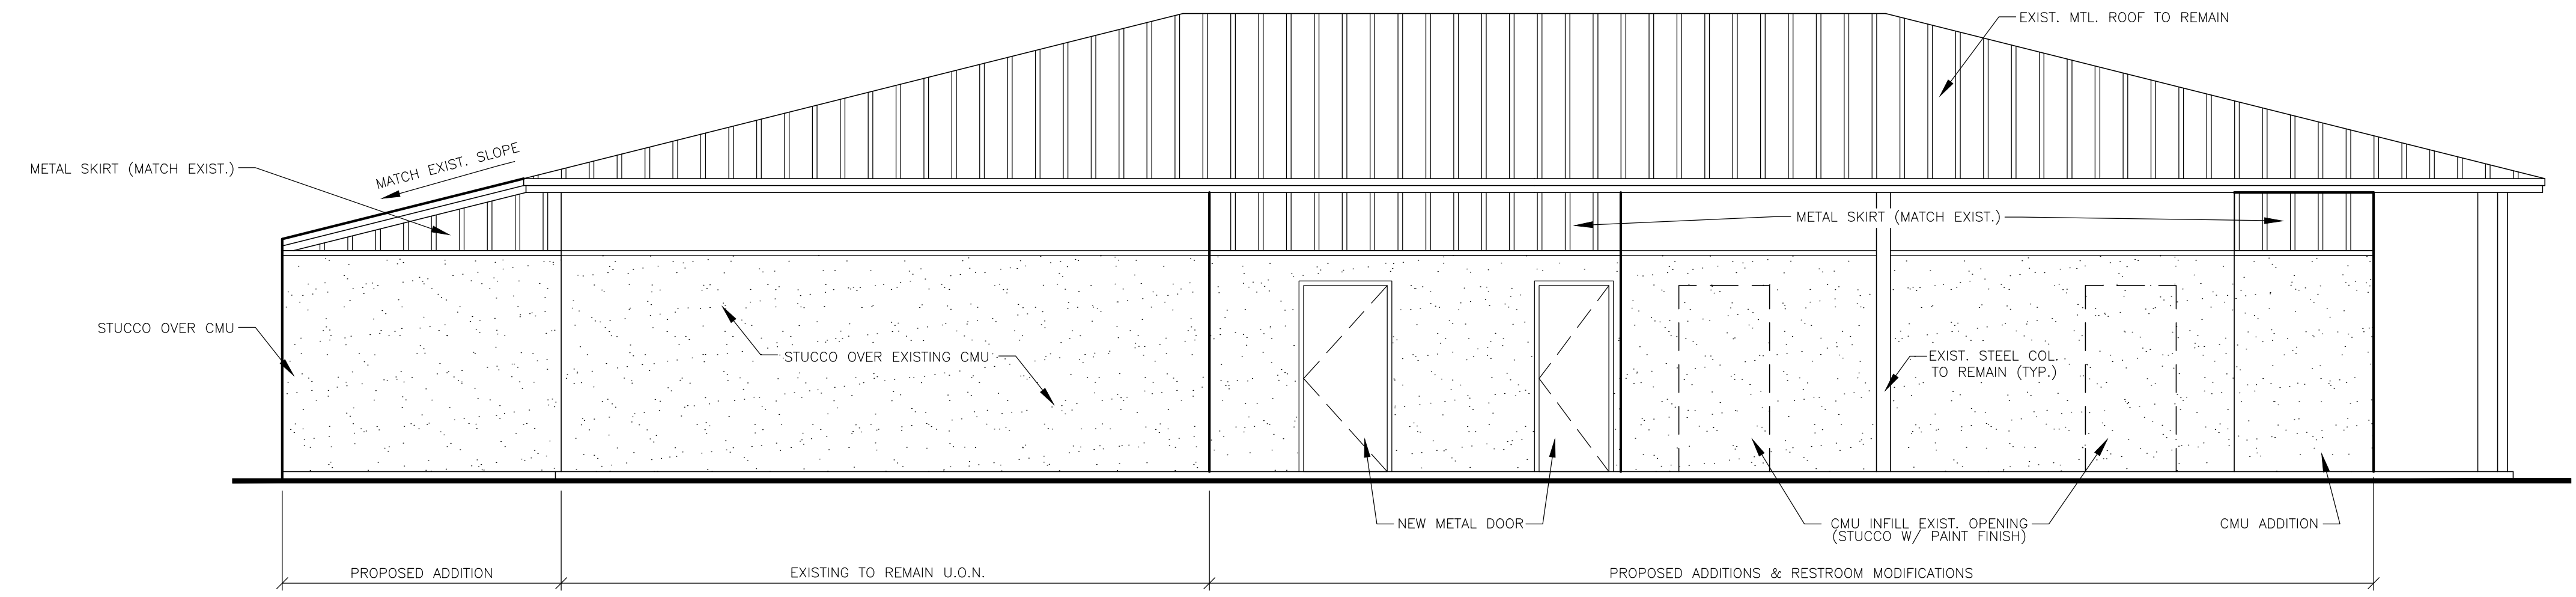 EXIST. MTL. ROOF TO REMAIN
MATCH EXIST. SLOPE
METAL SKIRT (MATCH EXIST.)
METAL SKIRT (MATCH EXIST.)
STUCCO OVER CMU
STUCCO OVER EXISTING CMU
EXIST. STEEL COL.
TO REMAIN (TYP.)
NEW METAL DOOR
CMU INFILL EXIST. OPENING
(STUCCO W/ PAINT FINISH)
CMU ADDITION
PROPOSED ADDITION
EXISTING TO REMAIN U.O.N.
PROPOSED ADDITIONS & RESTROOM MODIFICATIONS